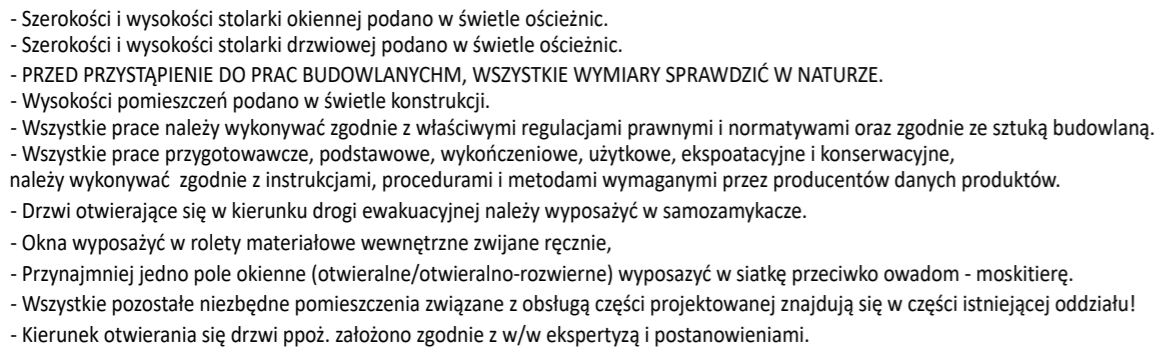 - Szerokości i wysokości stolarki okiennej podano w świetle ościeżnic.
- Szerokości i wysokości stolarki drzwiowej podano w świetle ościeżnic.
- PRZED PRZYSTĄPIENIE DO PRAC BUDOWLANYCHM, WSZYSTKIE WYMIARY SPRAWDZIĆ W NATURZE.
- Wysokości pomieszczeń podano w świetle konstrukcji.
- Wszystkie prace należy wykonywać zgodnie z właściwymi regulacjami prawnymi i normatywami oraz zgodnie ze sztuką budowlaną.
- Wszystkie prace przygotowawcze, podstawowe, wykończeniowe, użytkowe, ekspoatacyjne i konserwacyjne,
należy wykonywać  zgodnie z instrukcjami, procedurami i metodami wymaganymi przez producentów danych produktów.
- Drzwi otwierające się w kierunku drogi ewakuacyjnej należy wyposażyć w samozamykacze.
- Okna wyposażyć w rolety materiałowe wewnętrzne zwijane ręcznie,
- Przynajmniej jedno pole okienne (otwieralne/otwieralno-rozwierne) wyposazyć w siatkę przeciwko owadom - moskitierę.
- Wszystkie pozostałe niezbędne pomieszczenia związane z obsługą części projektowanej znajdują się w części istniejącej oddziału!
- Kierunek otwierania się drzwi ppoż. założono zgodnie z w/w ekspertyzą i postanowieniami.